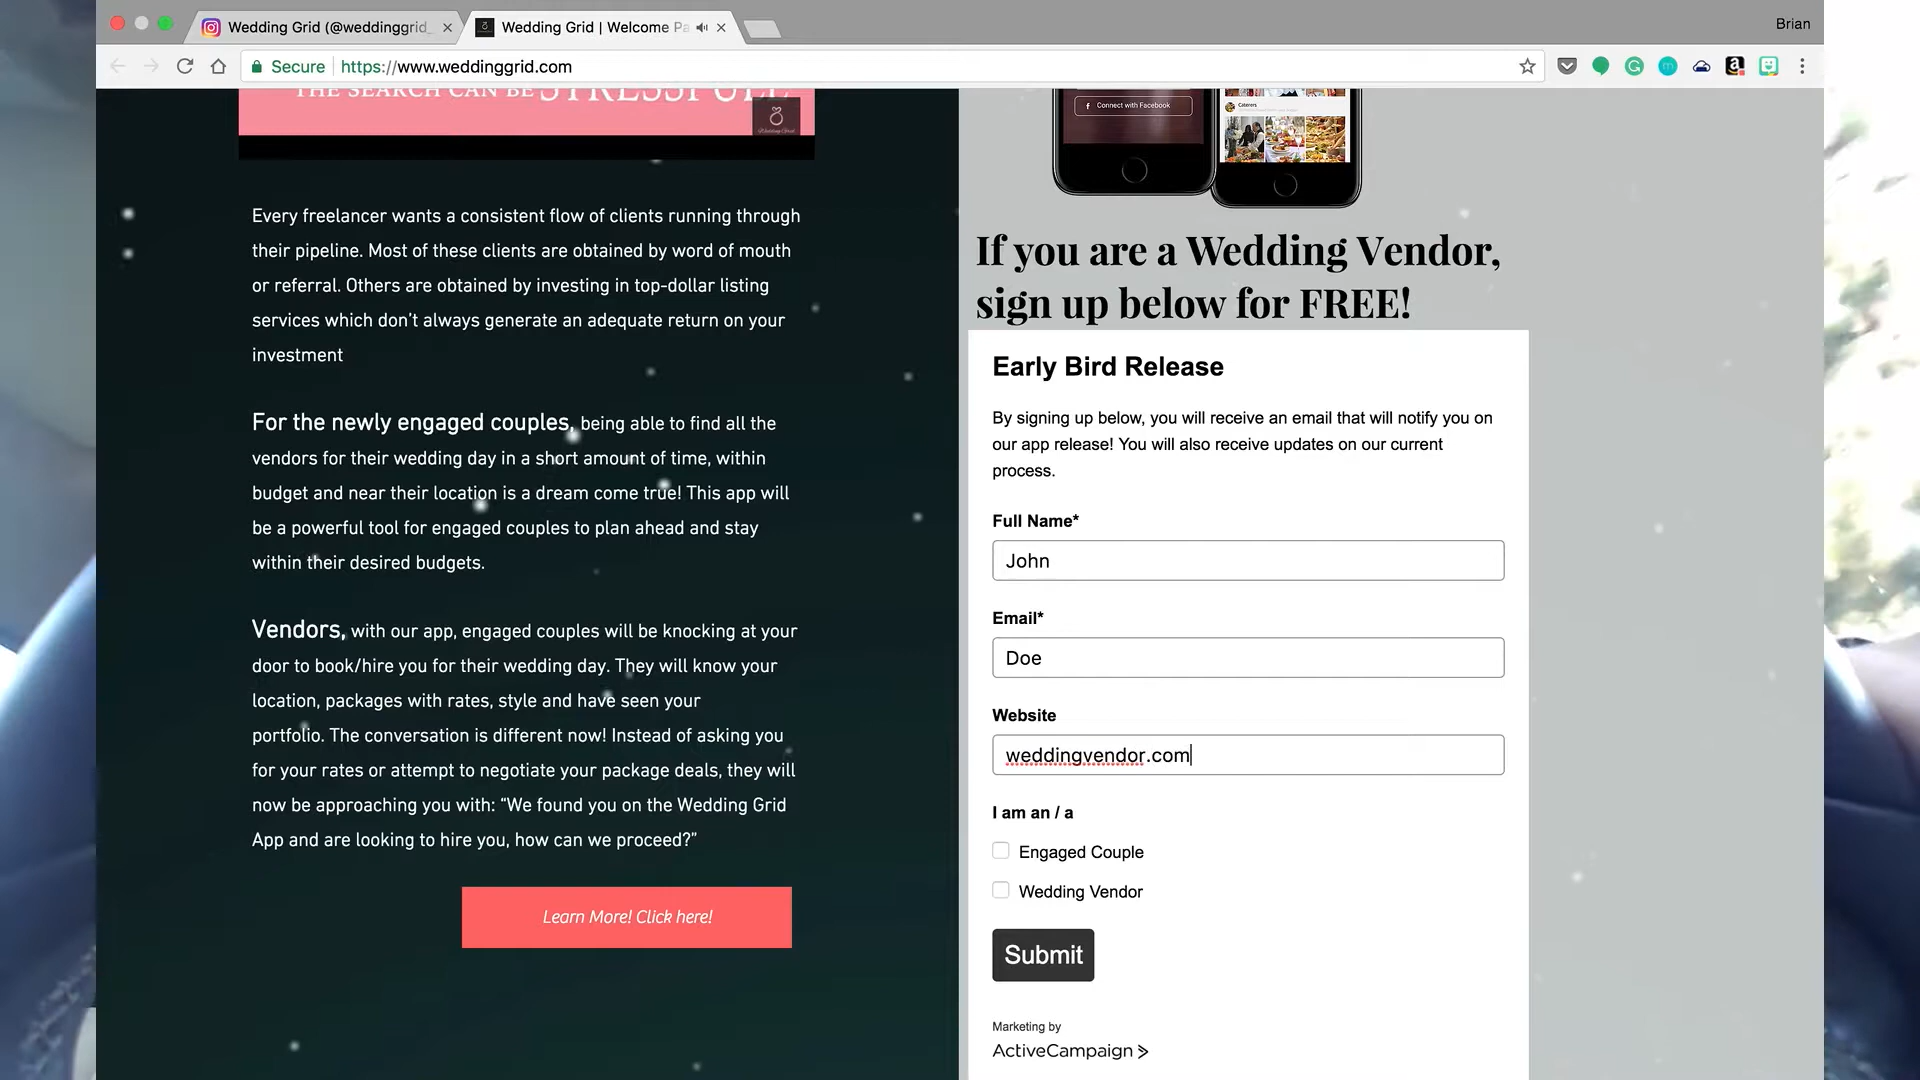 Wedding Grid (@weddinggrid_
Wedding Grid | Welcome Pa
Brian
Secure
https://www.weddinggrid.com
THE SEARCH CAN BE STRESSFULL
Connect with Facebook
Caterers
Every freelancer wants a consistent flow of clients running through
their pipeline. Most of these clients are obtained by word of mouth
or referral. Others are obtained by investing in top-dollar listing
services which don’t always generate an adequate return on your
investment
For the newly engaged couples, being able to find all the
vendors for their wedding day in a short amount of time, within
budget and near their location is a dream come true! This app will
be a powerful tool for engaged couples to plan ahead and stay
within their desired budgets.
Vendors, with our app, engaged couples will be knocking at your
door to book/hire you for their wedding day. They will know your
location, packages with rates, style and have seen your
portfolio. The conversation is different now! Instead of asking you
for your rates or attempt to negotiate your package deals, they will
now be approaching you with: “We found you on the Wedding Grid
App and are looking to hire you, how can we proceed?”
Learn More! Click here!
If you are a Wedding Vendor,
sign up below for FREE!
Early Bird Release
By signing up below, you will receive an email that will notify you on
our app release! You will also receive updates on our current
process.
Full Name*
John
Email*
Doe
Website
weddingvendor.com
I am an / a
Engaged Couple
Wedding Vendor
Submit
Marketing by
ActiveCampaign